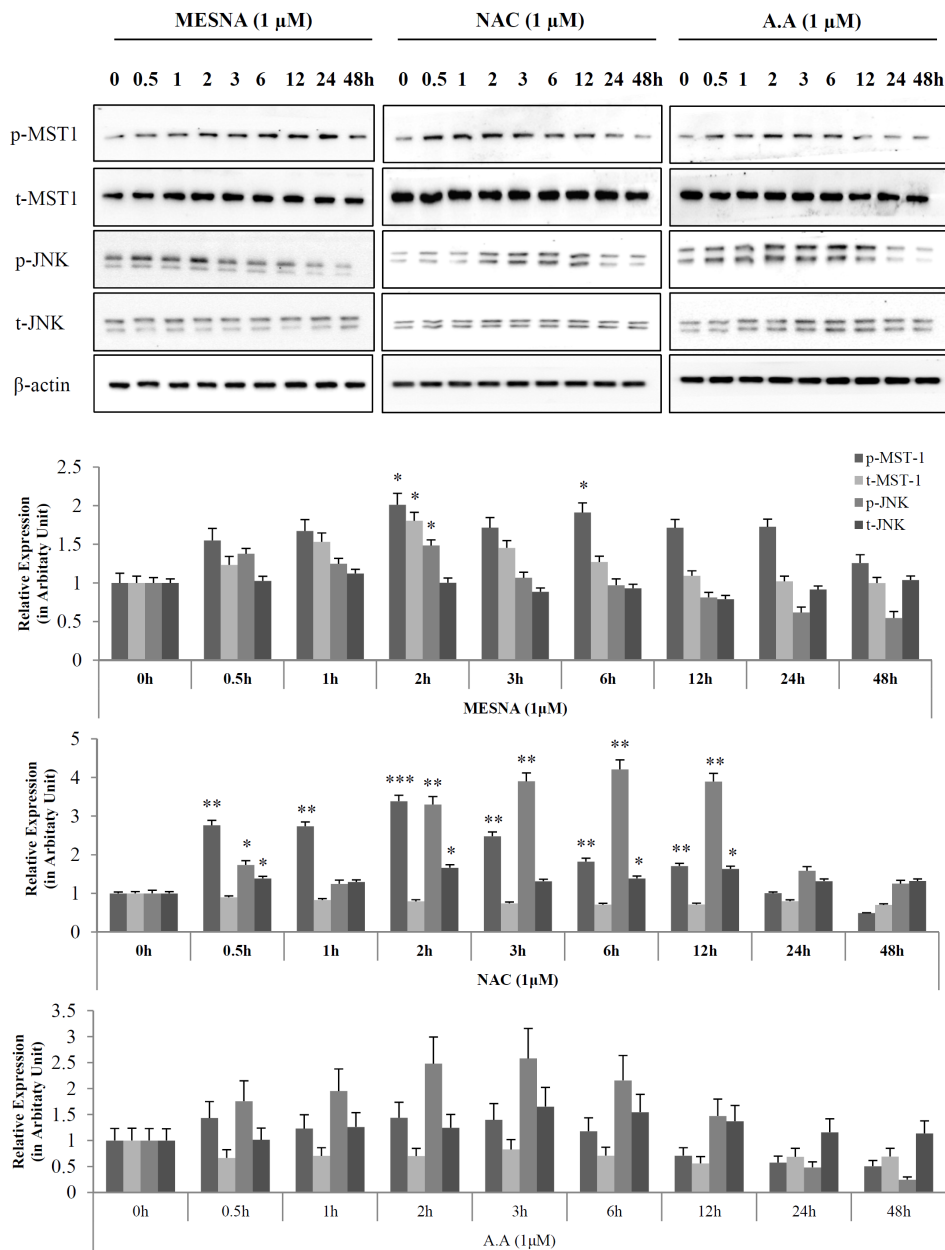 MESNA (1 µM) NAC (1 µM) A.A (1 µM)
0 0.5 1 2 3 6 12 24 48h 0 0.5 1 2 3 6 12 24 48h 0 0.5 1 2 3 6 12 24 48h
p-MST1
t-MST1
p-JNK
t-JNK
β-actin
Relative Expression
(in Arbitaty Unit)
2.5
2
1.5
1
0.5
0
* * * *
p-MST-1
t-MST-1
p-JNK
t-JNK
0h 0.5h 1h 2h 3h 6h 12h 24h 48h
MESNA (1µM)
Relative Expression
(in Arbitaty Unit)
5
4
3
2
1
0
** * * ** *** ** * ** ** ** ** * ** ** *
0h 0.5h 1h 2h 3h 6h 12h 24h 48h
NAC (1µM)
Relative Expression
(in Arbitaty Unit)
3.5
3
2.5
2
1.5
1
0.5
0
0h 0.5h 1h 2h 3h 6h 12h 24h 48h
A.A (1µM)